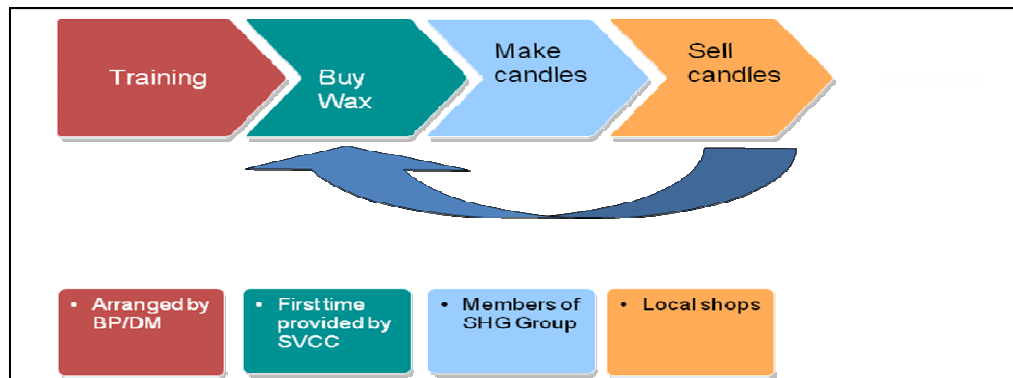 Training
Buy
Wax
Make
candles
Sell
candles
• Arranged by
BP/DM
• First time
provided by
SVCC
• Members of
SHG Group
• Local shops